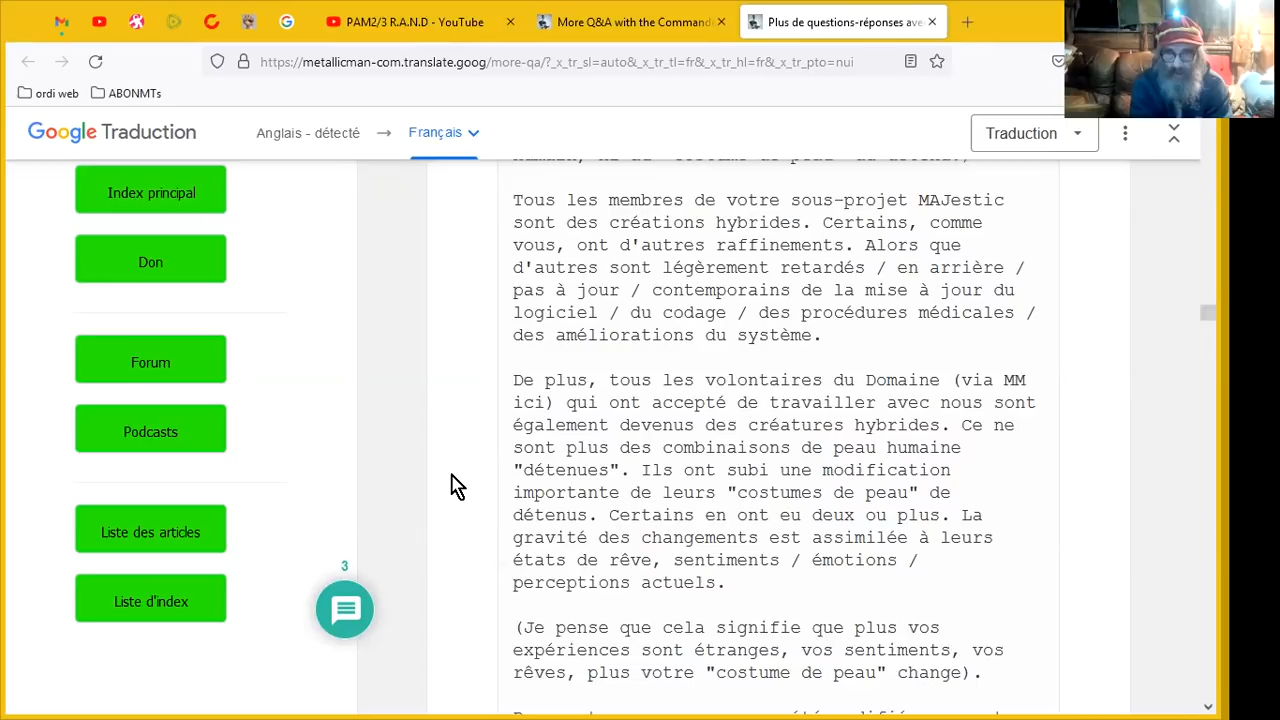 PAM2/3 R.A.N.D - YouTube
More Q&A with the Command
Plus de questions-réponses ave
https://metallicman-com.translate.goog/more-qa/?_x_tr_sl=auto&_x_tr_tl=fr&_x_tr_hl=fr&_x_tr_pto=nui
ordi web
ABONMTs
Google Traduction
Anglais - détecté
Français
Traduction
Index principal
Don
Forum
Podcasts
Liste des articles
Liste d'index
3
Tous les membres de votre sous-projet MAJestic
sont des créations hybrides. Certains, comme
vous, ont d'autres raffinements. Alors que
d'autres sont légèrement retardés / en arrière /
pas à jour / contemporains de la mise à jour du
logiciel / du codage / des procédures médicales /
des améliorations du système.
De plus, tous les volontaires du Domaine (via MM
ici) qui ont accepté de travailler avec nous sont
également devenus des créatures hybrides. Ce ne
sont plus des combinaisons de peau humaine
"détenues". Ils ont subi une modification
importante de leurs "costumes de peau" de
détenus. Certains en ont eu deux ou plus. La
gravité des changements est assimilée à leurs
états de rêve, sentiments / émotions /
perceptions actuels.
(Je pense que cela signifie que plus vos
expériences sont étranges, vos sentiments, vos
rêves, plus votre "costume de peau" change).